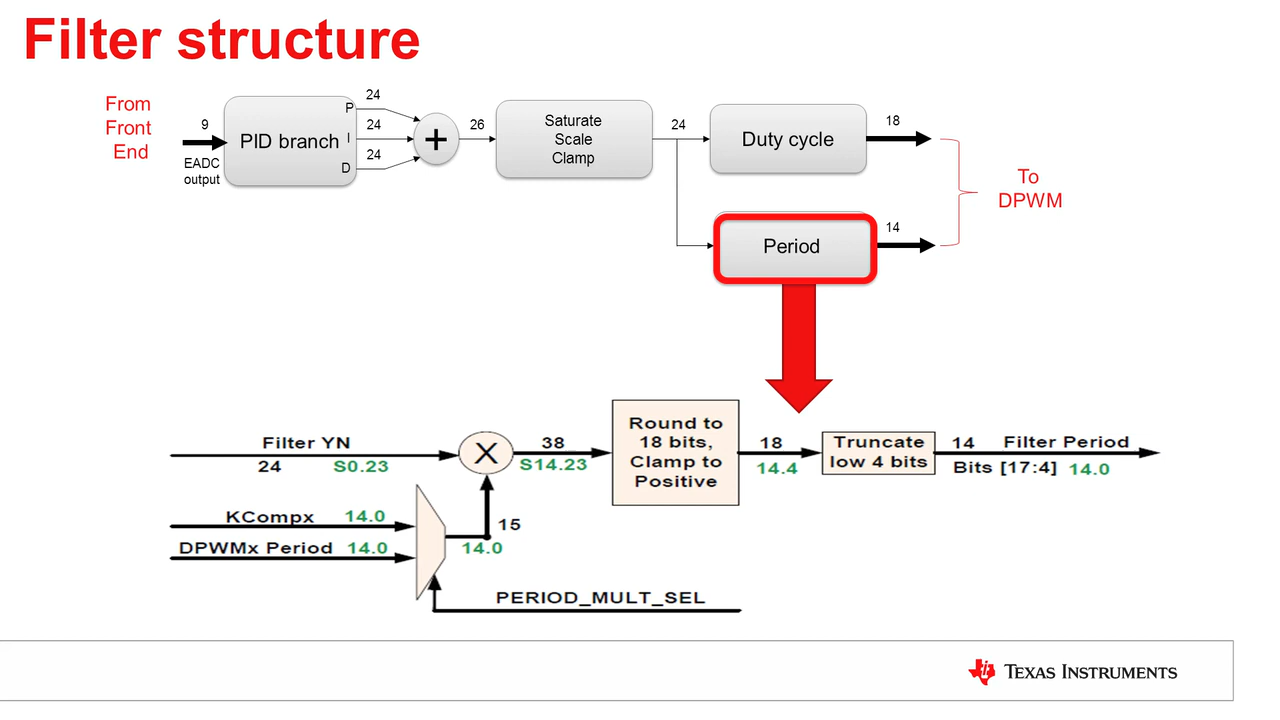 Filter structure
From
Front
End
9
EADC
output
PID branch
P
I
D
24
24
24
+
26
Saturate
Scale
Clamp
24
Duty cycle
18
Period
14
To
DPWM
Filter YN
24 S0.23
X
38
S14.23
Round to
18 bits,
Clamp to
Positive
18
14.4
Truncate
low 4 bits
14 Filter Period
Bits [17:4] 14.0
KCompx 14.0
DPWMx Period 14.0
15
14.0
PERIOD_MULT_SEL
TEXAS INSTRUMENTS